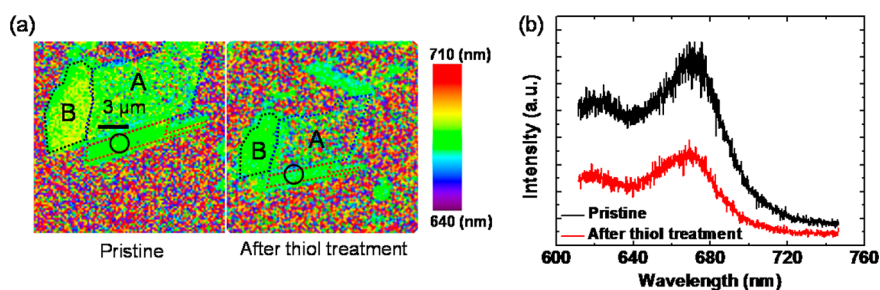 (a)
710 (nm)
A
B
3 μm
A
B
640 (nm)
Pristine
After thiol treatment
(b)
Intensity (a.u.)
Pristine
After thiol treatment
600
640
680
720
760
Wavelength (nm)